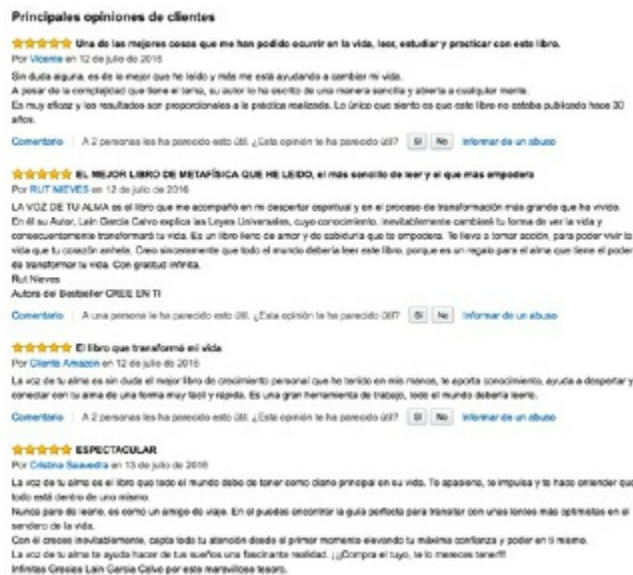 Principales opiniones de clientes
Una de las mejores cosas que me han podido ocurrir en la vida, leer, estudiar y practicar con este libro.
Por Vicente en 12 de julio de 2016
Sin duda alguna, es de lo mejor que he leído y más me está ayudando a cambiar mi vida.
A pesar de la complejidad que tiene el tema, su autor lo ha escrito de una manera sencilla y abierta a cualquier mente.
Es muy eficaz y los resultados son proporcionales a la práctica realizada. Lo único que siento es que este libro no estaba publicado hace 30
años.
Comentario A 2 personas les ha parecido esto útil. ¿Esta opinión te ha parecido útil? Sí No Informar de un abuso
EL MEJOR LIBRO DE METAFÍSICA QUE HE LEIDO, el más sencillo de leer y el que más empodera
Por RUT NIEVES en 12 de julio de 2016
LA VOZ DE TU ALMA es el libro que me acompañó en mi despertar espiritual y en el proceso de transformación más grande que he vivido.
En él su Autor, Lain García Calvo explica las Leyes Universales, cuyo conocimiento, inevitablemente cambiará tu forma de ver la vida y
consecuentemente transformará tu vida. Es un libro lleno de amor y de sabiduría que te empodera. Te lleva a tomar acción, para poder vivir la
vida que tu corazón anhela. Creo sinceramente que todo el mundo debería leer este libro, porque es un regalo para el alma que tiene el poder
de transformar tu vida. Con gratitud infinita.
Rut Nieves
Autora del Bestseller CREE EN TI
Comentario A una persona le ha parecido esto útil. ¿Esta opinión te ha parecido útil? Sí No Informar de un abuso
El libro que transformó mi vida
Por Cliente Amazon en 12 de julio de 2016
La voz de tu alma es sin duda el mejor libro de crecimiento personal que he tenido en mis manos, te aporta conocimiento, ayuda a despertar y
conectar con tu alma de una forma muy fácil y rápida. Es una gran herramienta de trabajo, todo el mundo debería leerlo.
Comentario A 2 personas les ha parecido esto útil. ¿Esta opinión te ha parecido útil? Sí No Informar de un abuso
ESPECTACULAR
Por Cristina Saavedra en 13 de julio de 2016
La voz de tu alma es el libro que todo el mundo debe de tener como diario principal en su vida. Te apasiona, te impulsa y te hace entender que
todo está dentro de uno mismo.
Nunca paro de leerlo, es como un amigo de viaje. En él puedes encontrar la guía perfecta para transitar con unas lentes más optimistas en el
sendero de la vida.
Con él creces inevitablemente, capta toda tu atención desde el primer momento elevando tu máxima confianza y poder en ti mismo.
La voz de tu alma te ayuda hacer de tus sueños una fascinante realidad. ¡¡¡Compra el tuyo, te lo mereces tener!!!
Infinitas Gracias Lain García Calvo por este maravilloso tesoro.